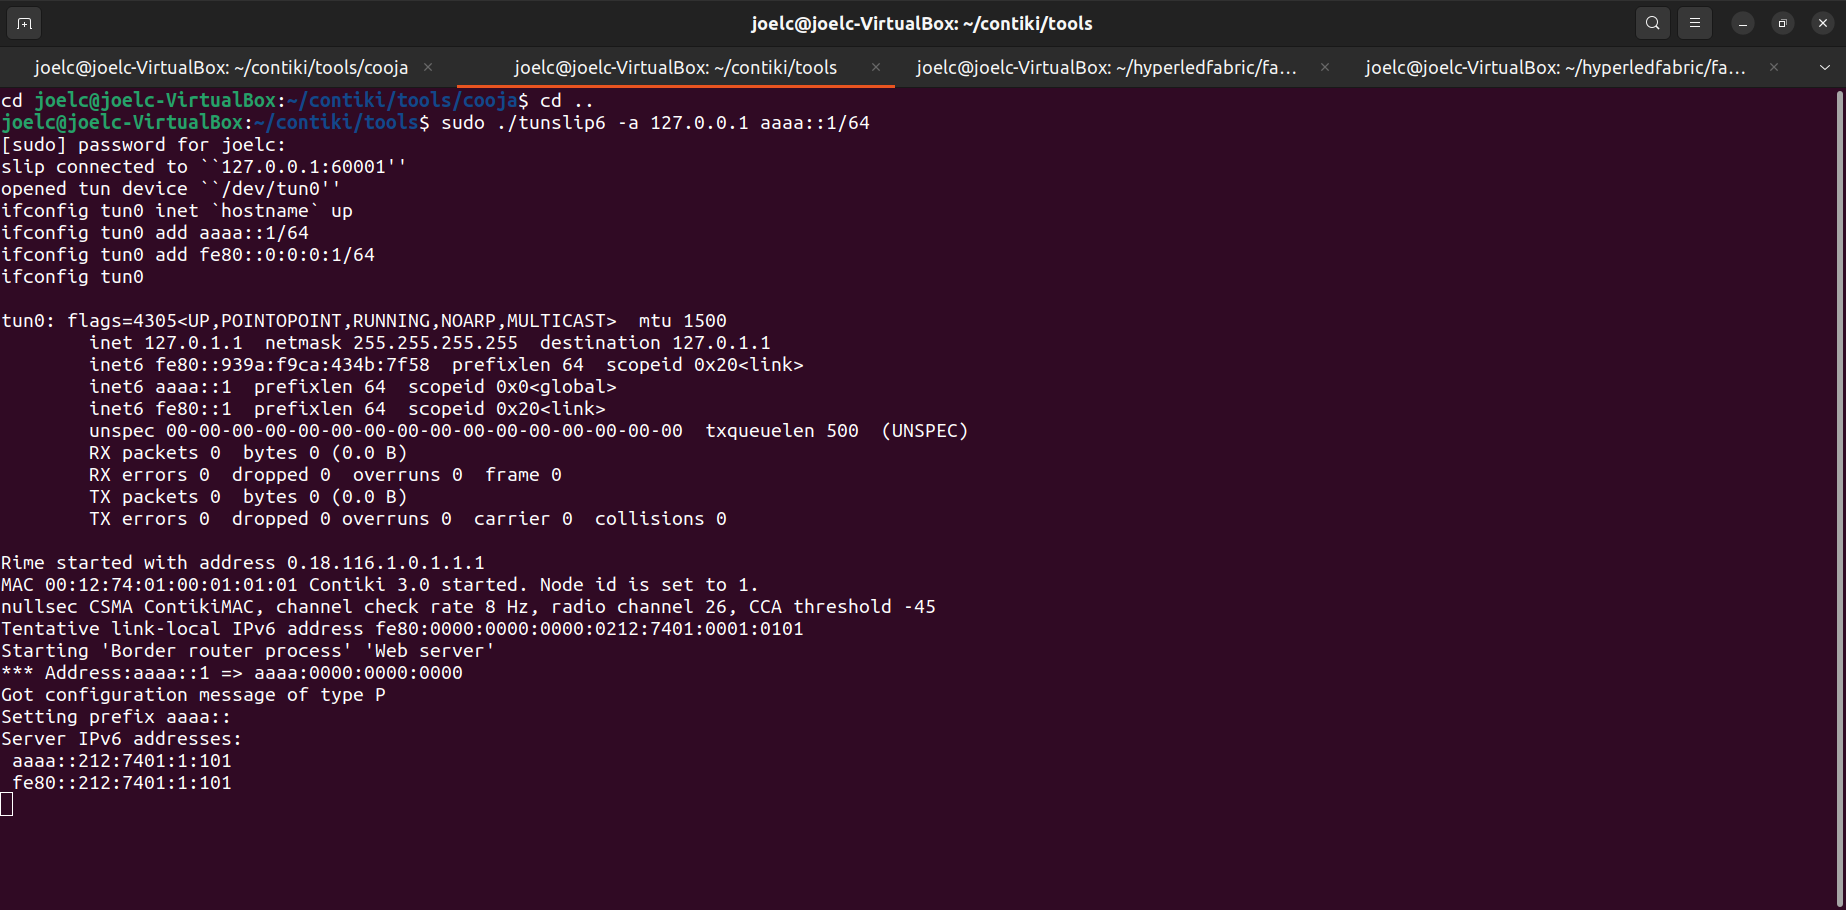 joelc@joelc-VirtualBox: ~/contiki/tools
joelc@joelc-VirtualBox: ~/contiki/tools/cooja
joelc@joelc-VirtualBox: ~/contiki/tools
joelc@joelc-VirtualBox: ~/hyperledfabric/fa...
joelc@joelc-VirtualBox: ~/hyperledfabric/fa...
cd joelc@joelc-VirtualBox:~/contiki/tools/cooja$ cd ..
joelc@joelc-VirtualBox:~/contiki/tools$ sudo ./tunslip6 -a 127.0.0.1 aaaa::1/64
[sudo] password for joelc:
slip connected to ``127.0.0.1:60001''
opened tun device ``/dev/tun0''
ifconfig tun0 inet `hostname` up
ifconfig tun0 add aaaa::1/64
ifconfig tun0 add fe80::0:0:0:1/64
ifconfig tun0
tun0: flags=4305<UP,POINTOPOINT,RUNNING,NOARP,MULTICAST>  mtu 1500
        inet 127.0.1.1  netmask 255.255.255.255  destination 127.0.1.1
        inet6 fe80::939a:f9ca:434b:7f58  prefixlen 64  scopeid 0x20<link>
        inet6 aaaa::1  prefixlen 64  scopeid 0x0<global>
        inet6 fe80::1  prefixlen 64  scopeid 0x20<link>
        unspec 00-00-00-00-00-00-00-00-00-00-00-00-00-00-00-00  txqueuelen 500  (UNSPEC)
        RX packets 0  bytes 0 (0.0 B)
        RX errors 0  dropped 0  overruns 0  frame 0
        TX packets 0  bytes 0 (0.0 B)
        TX errors 0  dropped 0 overruns 0  carrier 0  collisions 0
Rime started with address 0.18.116.1.0.1.1.1
MAC 00:12:74:01:00:01:01:01 Contiki 3.0 started. Node id is set to 1.
nullsec CSMA ContikiMAC, channel check rate 8 Hz, radio channel 26, CCA threshold -45
Tentative link-local IPv6 address fe80:0000:0000:0000:0212:7401:0001:0101
Starting 'Border router process' 'Web server'
*** Address:aaaa::1 => aaaa:0000:0000:0000
Got configuration message of type P
Setting prefix aaaa::
Server IPv6 addresses:
 aaaa::212:7401:1:101
 fe80::212:7401:1:101